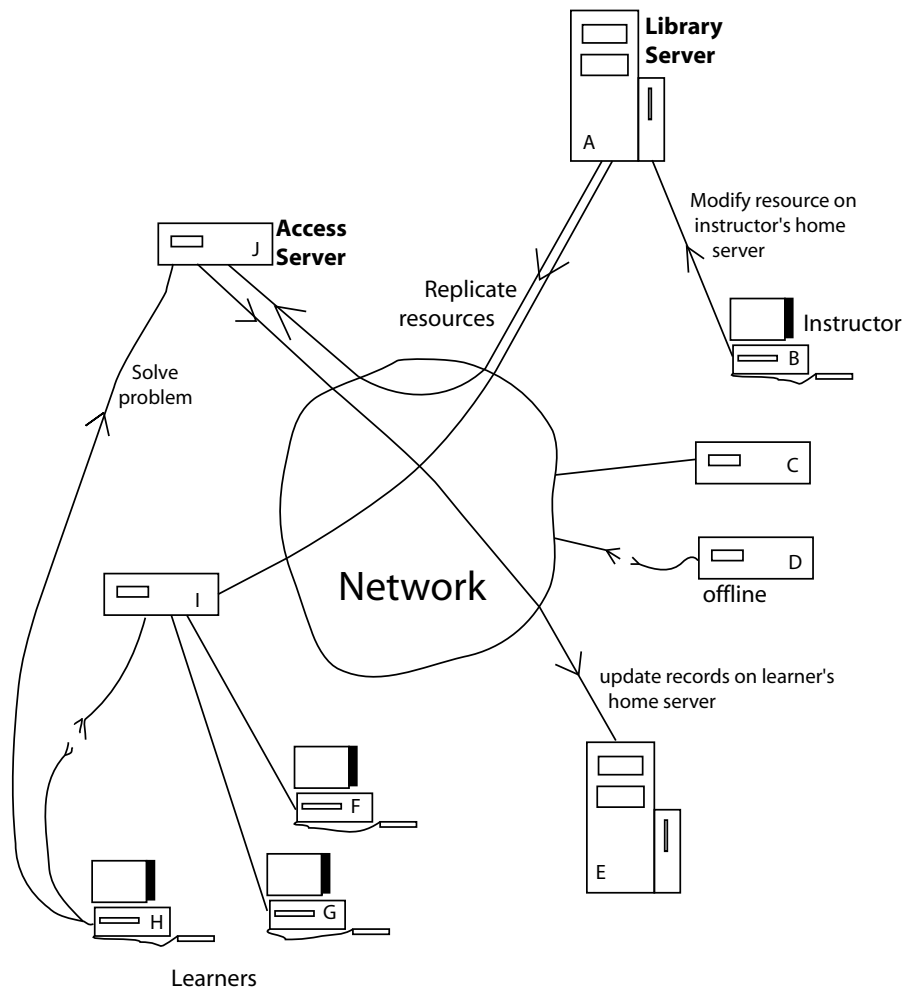 Library
Server
A
Modify resource on
instructor's home
server
Access
Server
J
Replicate
resources
Instructor
B
Solve
problem
C
D
offline
Network
I
update records on learner's
home server
F
E
G
H
Learners